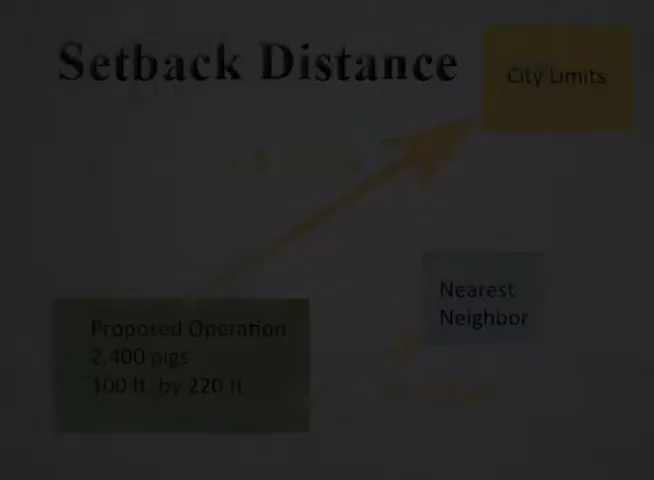 Setback Distance
City Limits
Nearest
Neighbor
Proposed Operation
2,400 pigs
100 ft. by 220 ft